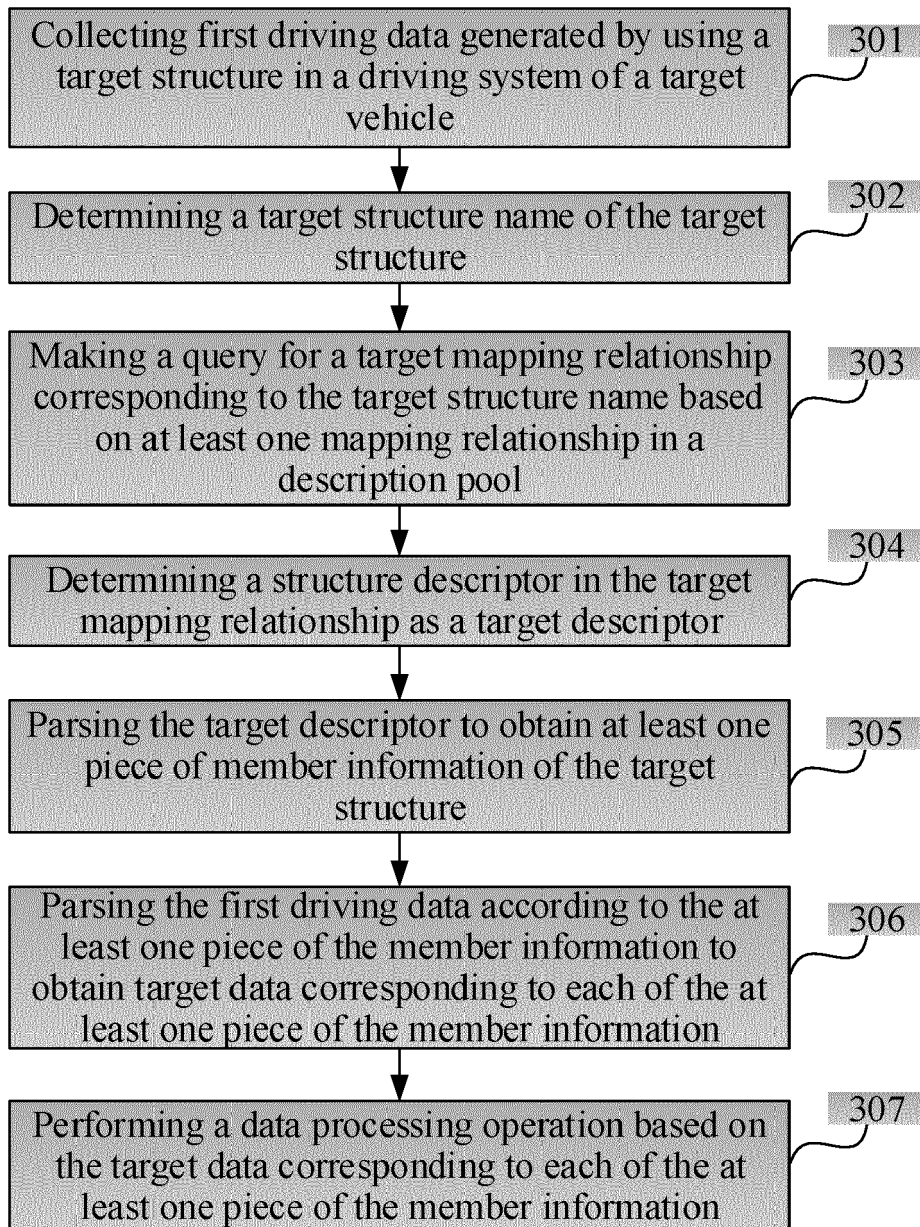 Collecting first driving data generated by using a
target structure in a driving system of a target
vehicle
301
Determining a target structure name of the target
structure
302
Making a query for a target mapping relationship
corresponding to the target structure name based
on at least one mapping relationship in a
description pool
303
Determining a structure descriptor in the target
mapping relationship as a target descriptor
304
Parsing the target descriptor to obtain at least one
piece of member information of the target
structure
305
Parsing the first driving data according to the at
least one piece of the member information to
obtain target data corresponding to each of the at
least one piece of the member information
306
Performing a data processing operation based on
the target data corresponding to each of the at
least one piece of the member information
307